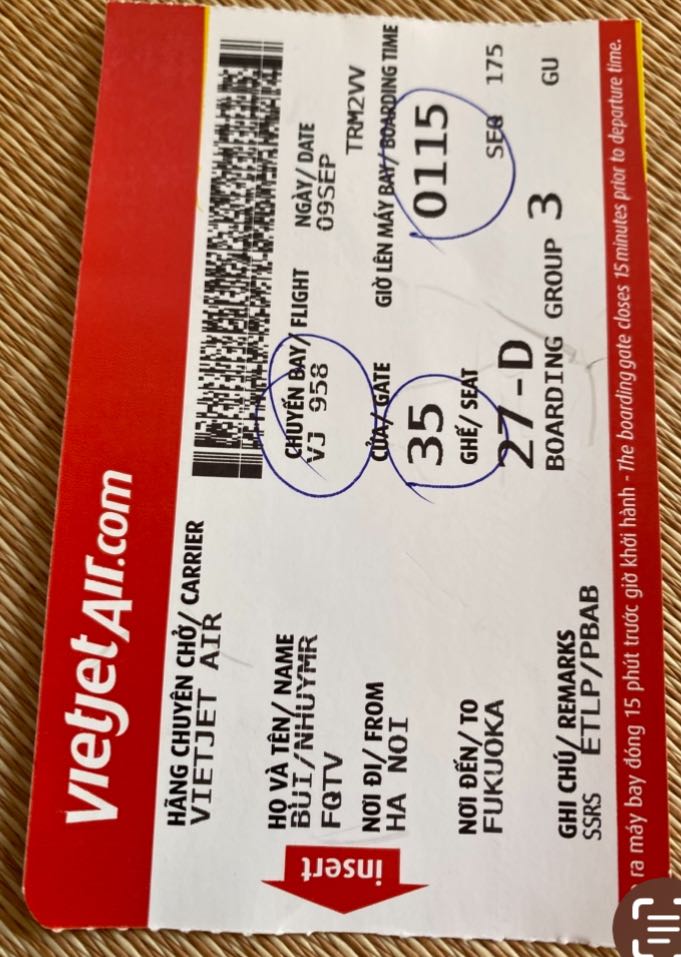 vietjetAir.com
HÃNG CHUYÊN CHỞ/ CARRIER
VIETJET AIR
HỌ VÀ TÊN/ NAME
BUI/NHUYMR
FQTV
CHUYẾN BAY/ FLIGHT
VJ 958
NGÀY/ DATE
09SEP
TRM2VV
NƠI ĐI/ FROM
HA NOI
CỬA/ GATE
35
GIỜ LÊN MÁY BAY/ BOARDING TIME
0115
NƠI ĐẾN/ TO
FUKUOKA
GHẾ/ SEAT
27-D
SEQ 175
BOARDING GROUP 3
GU
GHI CHÚ/ REMARKS
SSRS ETLP/PBAB
ra máy bay đóng 15 phút trước giờ khởi hành - The boarding gate closes 15 minutes prior to departure time.
insert